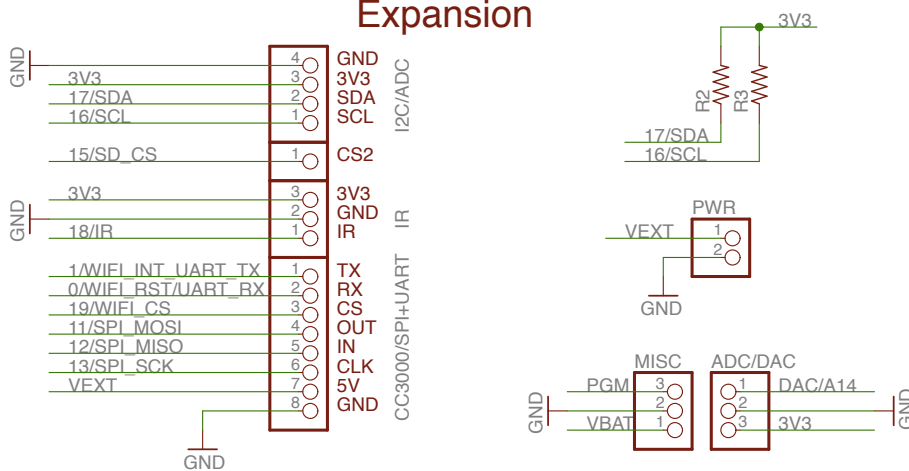 Expansion
GND
4 GND
3V3 3 3V3
17/SDA 2 SDA
16/SCL 1 SCL
I2C/ADC
15/SD_CS 1 CS2
3V3 3 3V3
GND 2 GND
18/IR 1 IR
IR
1/WIFI_INT_UART_TX 1 TX
0/WIFI_RST/UART_RX 2 RX
19/WIFI_CS 3 CS
11/SPI_MOSI 4 OUT
12/SPI_MISO 5 IN
13/SPI_SCK 6 CLK
VEXT 7 5V
8 GND
CC3000/SPI+UART
GND
3V3
R2 R3
17/SDA
16/SCL
PWR
VEXT 1
2
GND
MISC ADC/DAC
PGM 3 1 DAC/A14
GND 2 2 GND
VBAT 1 3 3V3